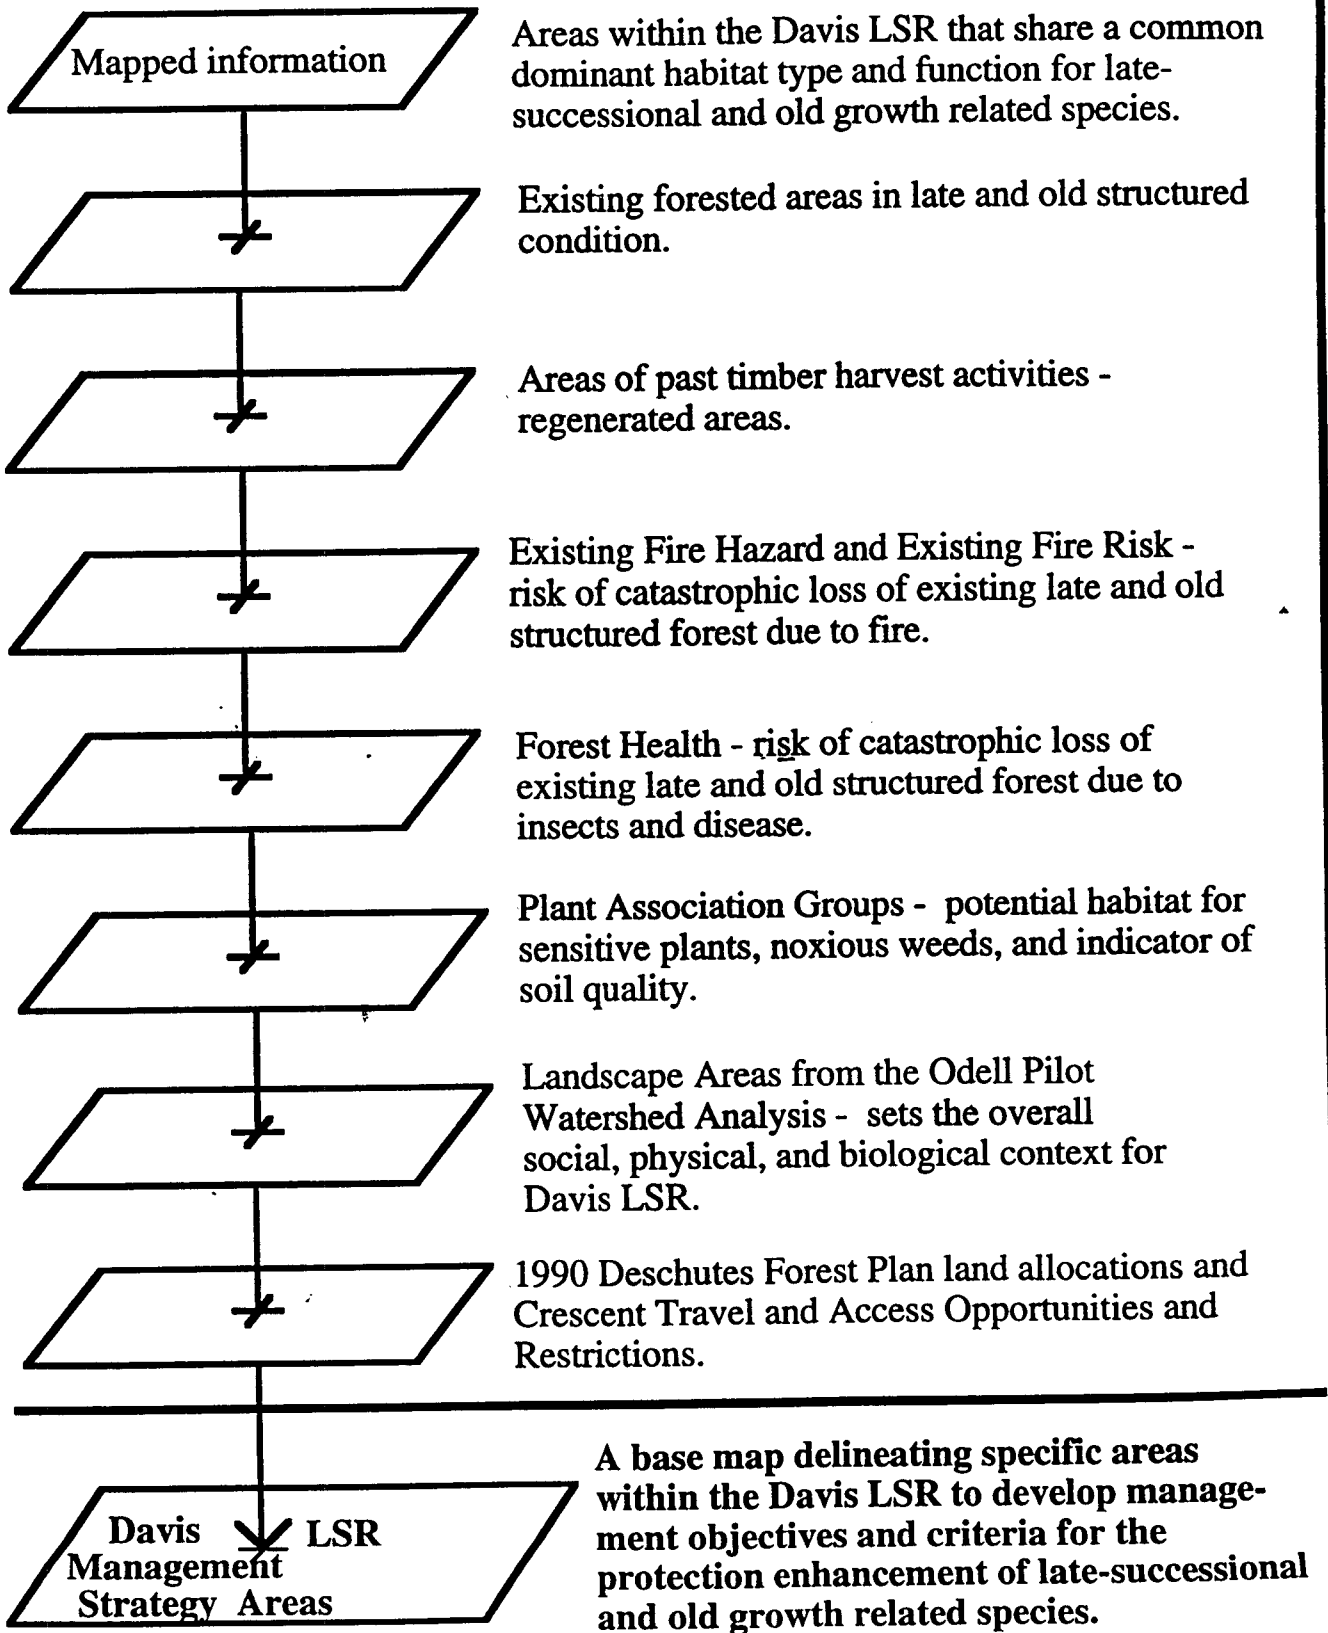 Mapped information
Areas within the Davis LSR that share a common
dominant habitat type and function for late-
successional and old growth related species.
Existing forested areas in late and old structured
condition.
Areas of past timber harvest activities -
regenerated areas.
Existing Fire Hazard and Existing Fire Risk -
risk of catastrophic loss of existing late and old
structured forest due to fire.
Forest Health - risk of catastrophic loss of
existing late and old structured forest due to
insects and disease.
Plant Association Groups - potential habitat for
sensitive plants, noxious weeds, and indicator of
soil quality.
Landscape Areas from the Odell Pilot
Watershed Analysis - sets the overall
social, physical, and biological context for
Davis LSR.
1990 Deschutes Forest Plan land allocations and
Crescent Travel and Access Opportunities and
Restrictions.
Davis LSR
Management
Strategy Areas
A base map delineating specific areas
within the Davis LSR to develop manage-
ment objectives and criteria for the
protection enhancement of late-successional
and old growth related species.